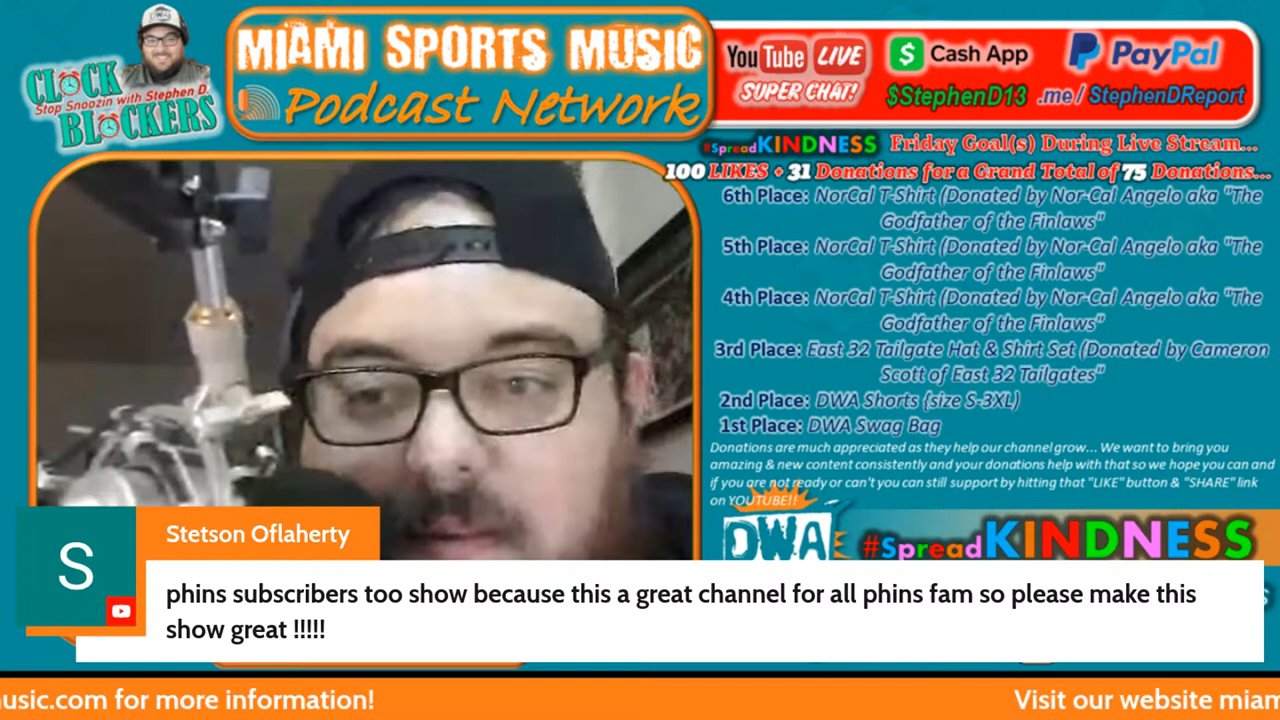 CLOCK
Stop Snoozin with Stephen D.
BLOCKERS
MIAMI SPORTS MUSIC
Podcast Network
YouTube LIVE
SUPER CHAT!
$ Cash App
$StephenD13
PayPal
.me/StephenDReport
#SpreadKINDNESS Friday Goal(s) During Live Stream...
100 LIKES + 31 Donations for a Grand Total of 75 Donations...
6th Place: NorCal T-Shirt (Donated by Nor-Cal Angelo aka "The
Godfather of the Finlaws"
5th Place: NorCal T-Shirt (Donated by Nor-Cal Angelo aka "The
Godfather of the Finlaws"
4th Place: NorCal T-Shirt (Donated by Nor-Cal Angelo aka "The
Godfather of the Finlaws"
3rd Place: East 32 Tailgate Hat & Shirt Set (Donated by Cameron
Scott of East 32 Tailgates"
2nd Place: DWA Shorts {size S-3XL)
1st Place: DWA Swag Bag
Donations are much appreciated as they help our channel grow... We want to bring you
amazing & new content consistently and your donations help with that so we hope you can and
if you are not ready or can't you can still support by hitting that "LIKE" button & "SHARE" link
on YOUTUBE!!
DWA
#SpreadKINDNESS
S
Stetson Oflaherty
phins subscribers too show because this a great channel for all phins fam so please make this
show great !!!!!
usic.com for more information!
Visit our website miam